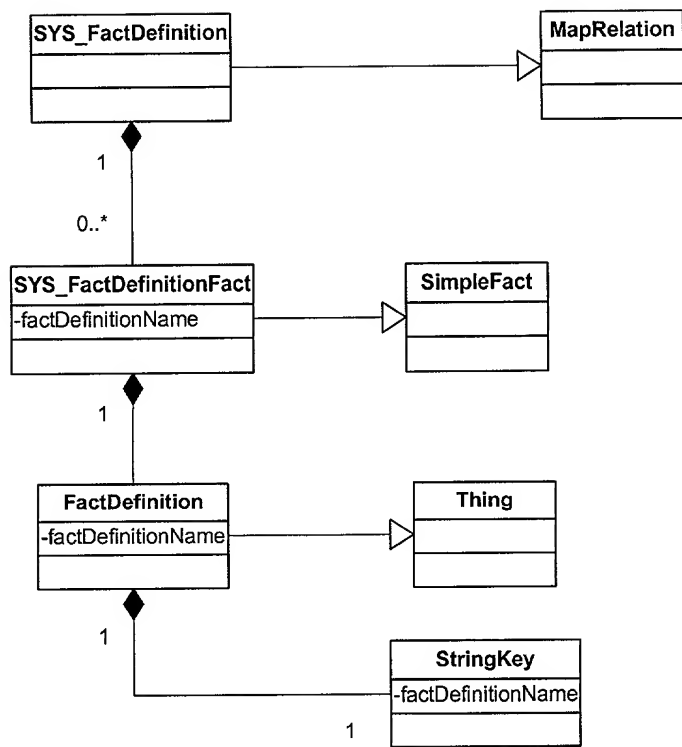 SYS_FactDefinition
MapRelation
1
0..*
SYS_FactDefinitionFact
-factDefinitionName
SimpleFact
1
FactDefinition
-factDefinitionName
Thing
1
StringKey
-factDefinitionName
1